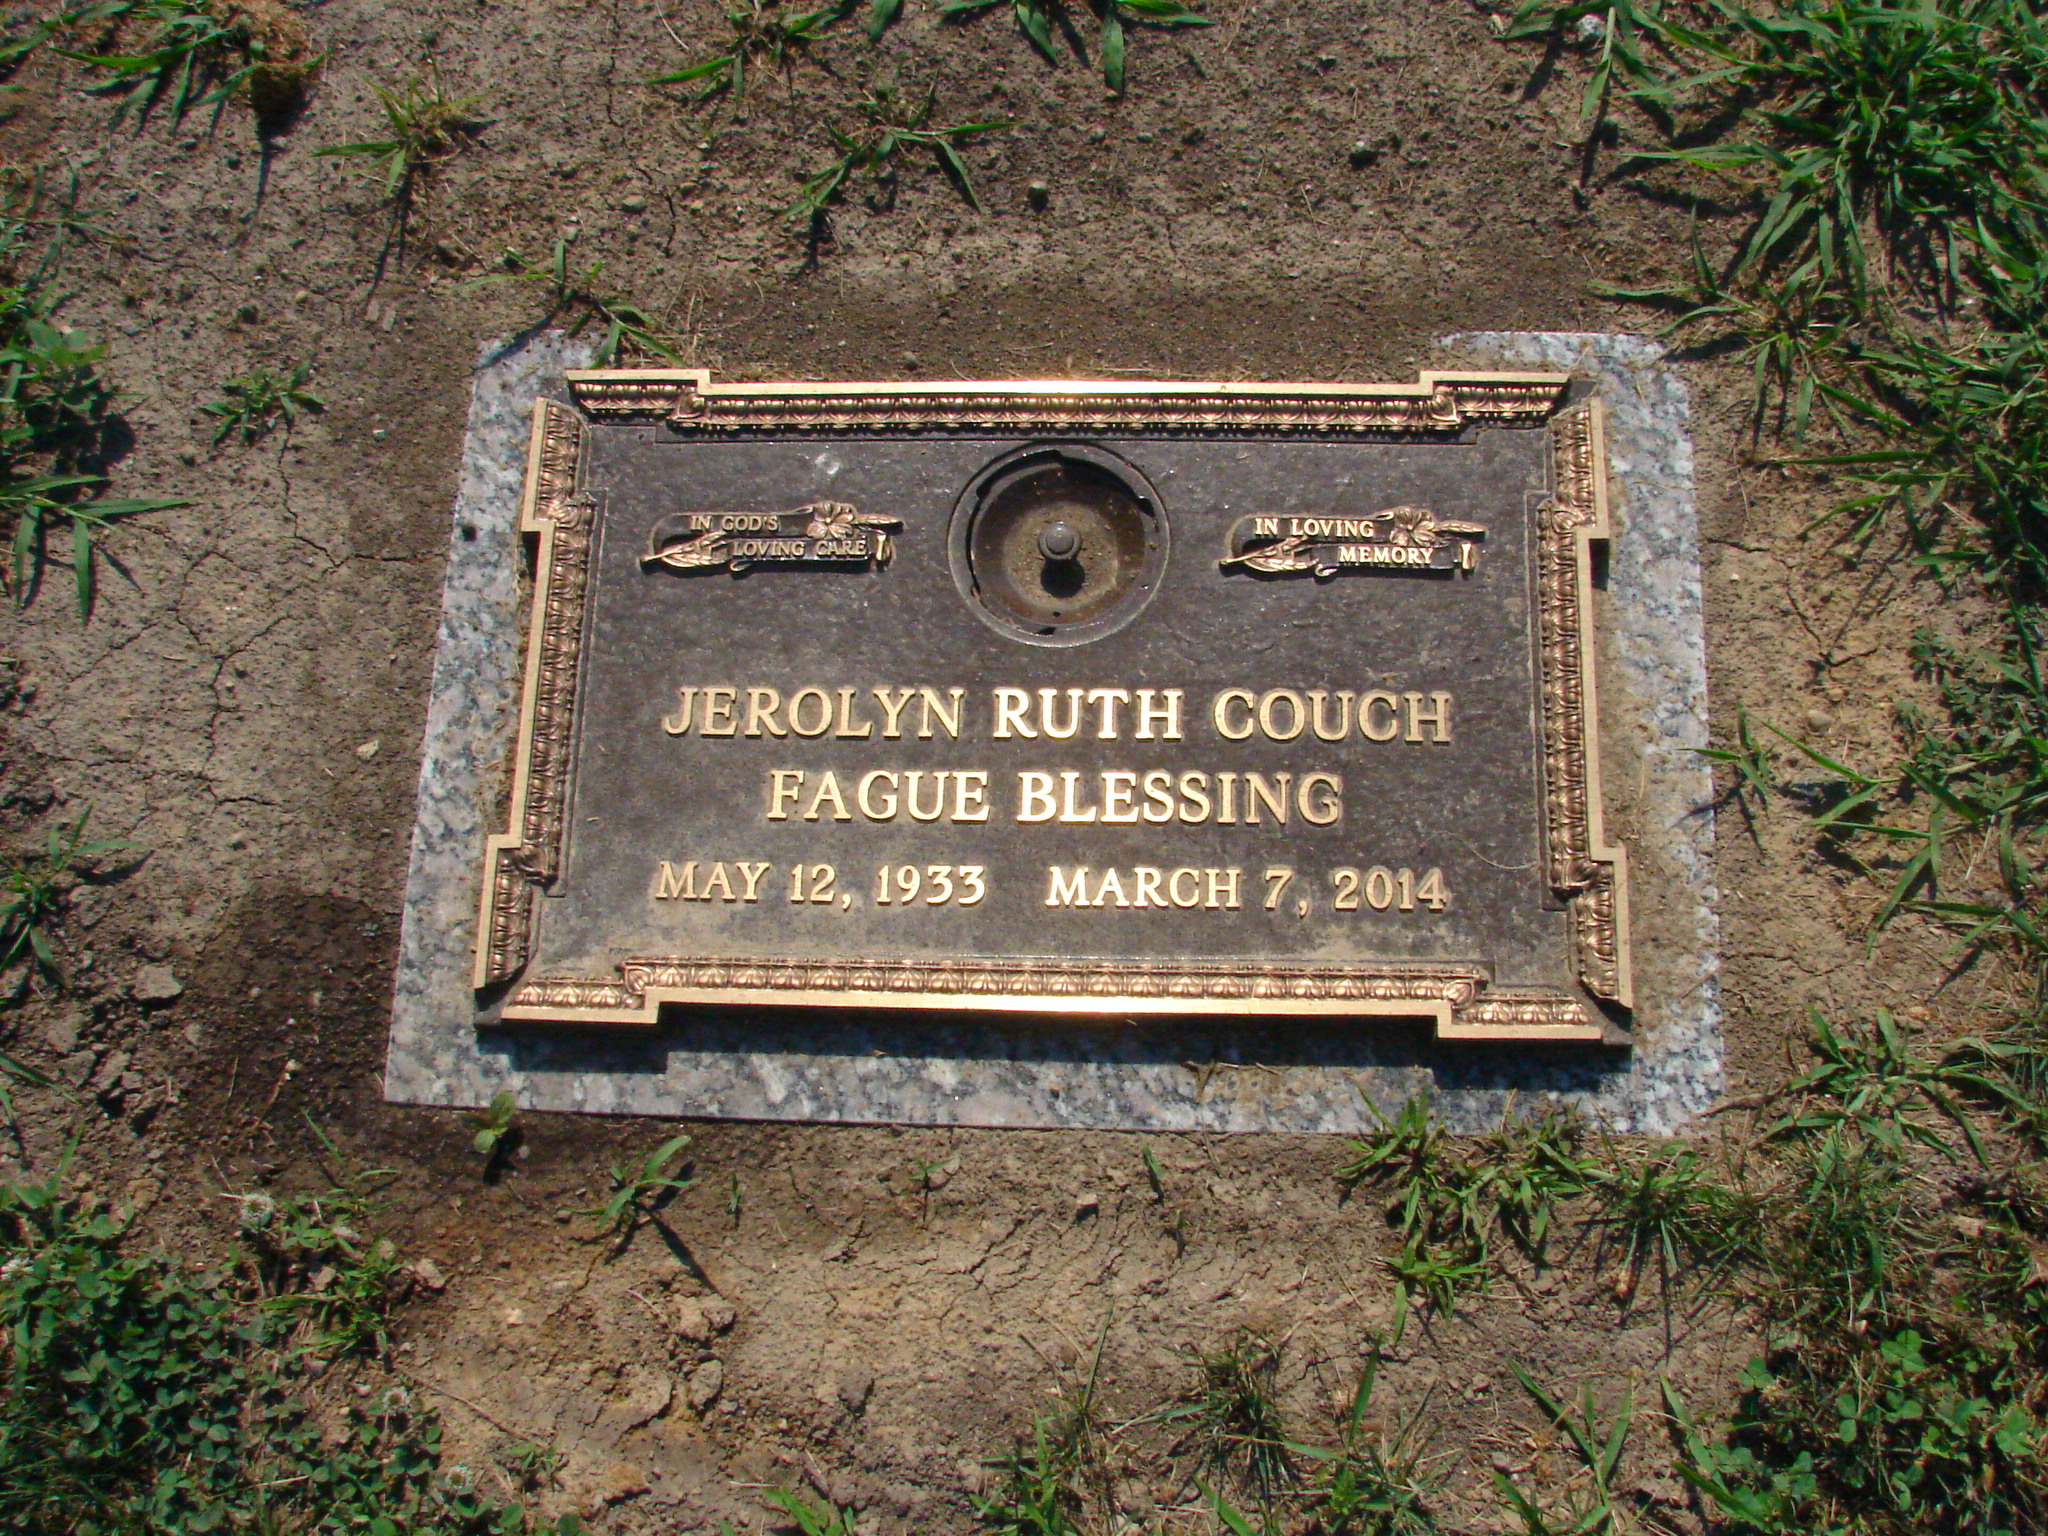 IN GOD'S
LOVING CARE
IN LOVING
MEMORY
JEROLYN RUTH COUCH
FAGUE BLESSING
MAY 12, 1933 MARCH 7, 2014